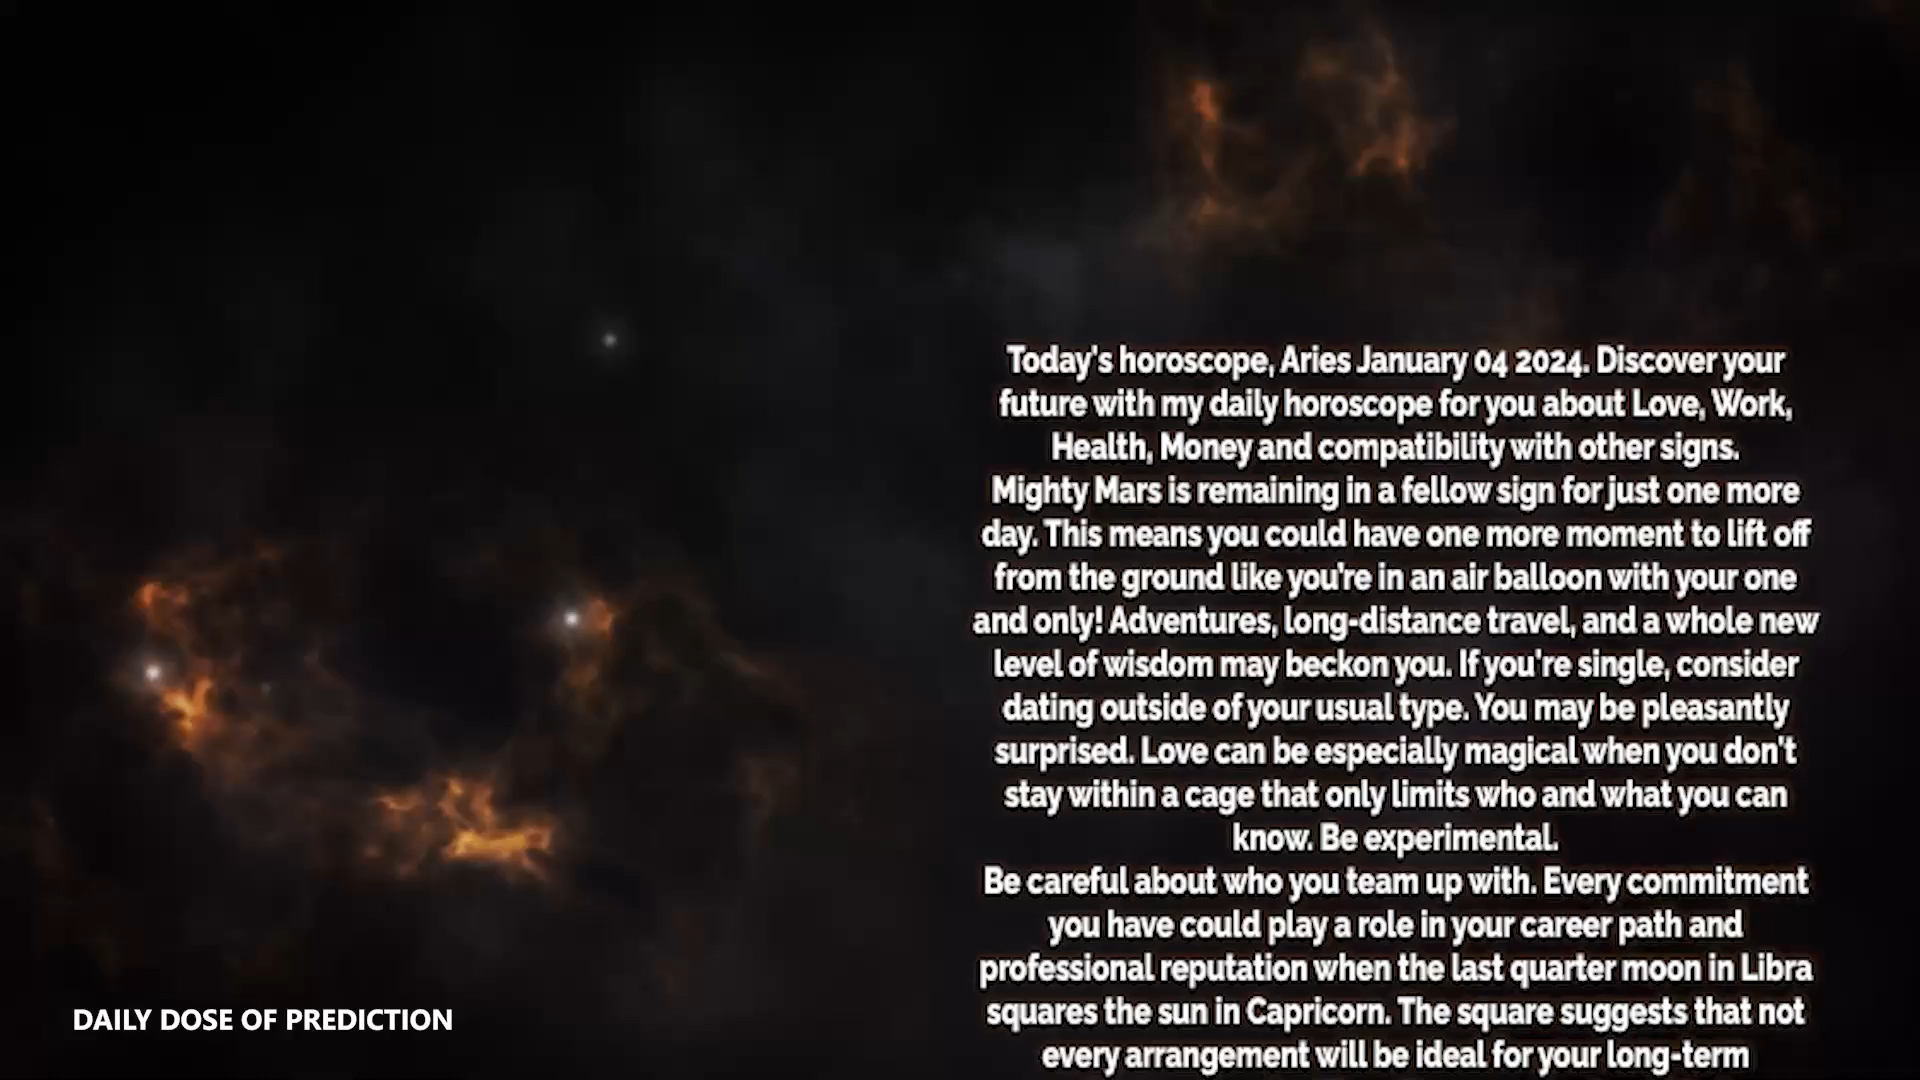 Today's horoscope, Aries January 04 2024. Discover your
future with my daily horoscope for you about Love, Work,
Health, Money and compatibility with other signs.
Mighty Mars is remaining in a fellow sign for just one more
day. This means you could have one more moment to lift off
from the ground like you're in an air balloon with your one
and only! Adventures, long-distance travel, and a whole new
level of wisdom may beckon you. If you're single, consider
dating outside of your usual type. You may be pleasantly
surprised. Love can be especially magical when you don't
stay within a cage that only limits who and what you can
know. Be experimental.
Be careful about who you team up with. Every commitment
you have could play a role in your career path and
professional reputation when the last quarter moon in Libra
squares the sun in Capricorn. The square suggests that not
every arrangement will be ideal for your long-term
DAILY DOSE OF PREDICTION